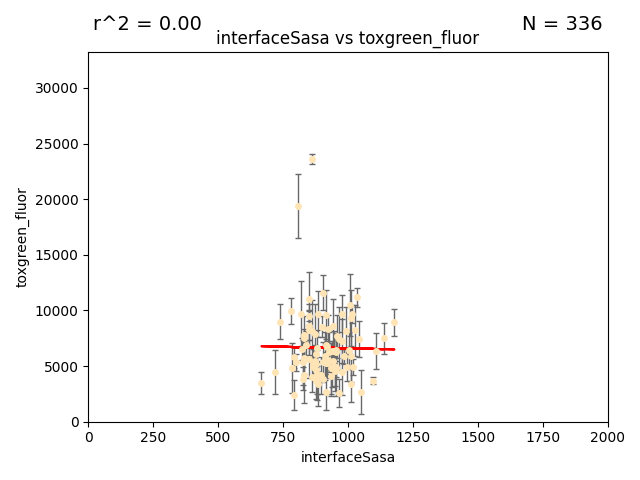 r^2 = 0.00
N = 336
interfaceSasa vs toxgreen_fluor
30000
25000
20000
15000
10000
5000
0
toxgreen_fluor
0 250 500 750 1000 1250 1500 1750 2000
interfaceSasa